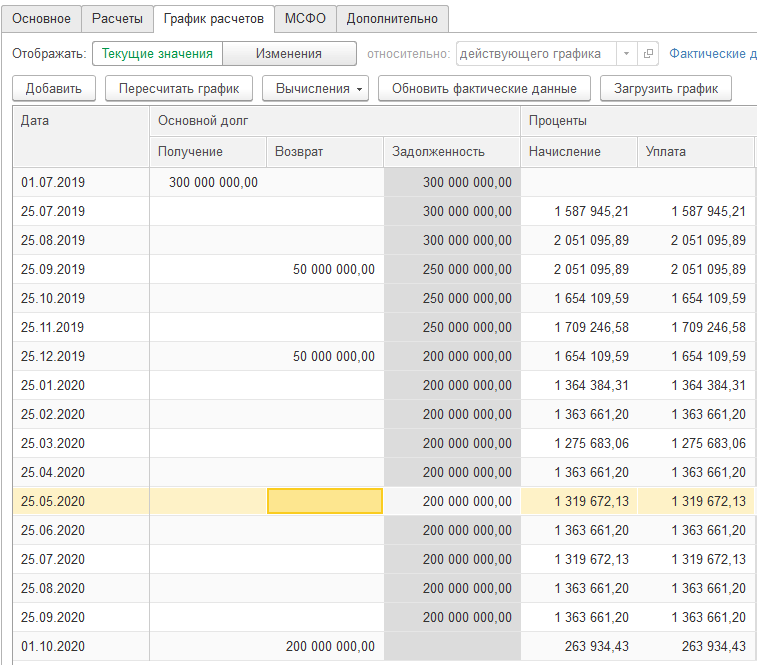 Основное Расчеты График расчетов МСФО Дополнительно
Отображать: Текущие значения Изменения относительно: действующего графика Фактические д
Добавить Пересчитать график Вычисления Обновить фактические данные Загрузить график
Дата Основной долг Проценты
Получение Возврат Задолженность Начисление Уплата
01.07.2019 300 000 000,00 300 000 000,00
25.07.2019 300 000 000,00 1 587 945,21 1 587 945,21
25.08.2019 300 000 000,00 2 051 095,89 2 051 095,89
25.09.2019 50 000 000,00 250 000 000,00 2 051 095,89 2 051 095,89
25.10.2019 250 000 000,00 1 654 109,59 1 654 109,59
25.11.2019 250 000 000,00 1 709 246,58 1 709 246,58
25.12.2019 50 000 000,00 200 000 000,00 1 654 109,59 1 654 109,59
25.01.2020 200 000 000,00 1 364 384,31 1 364 384,31
25.02.2020 200 000 000,00 1 363 661,20 1 363 661,20
25.03.2020 200 000 000,00 1 275 683,06 1 275 683,06
25.04.2020 200 000 000,00 1 363 661,20 1 363 661,20
25.05.2020 200 000 000,00 1 319 672,13 1 319 672,13
25.06.2020 200 000 000,00 1 363 661,20 1 363 661,20
25.07.2020 200 000 000,00 1 319 672,13 1 319 672,13
25.08.2020 200 000 000,00 1 363 661,20 1 363 661,20
25.09.2020 200 000 000,00 1 363 661,20 1 363 661,20
01.10.2020 200 000 000,00 263 934,43 263 934,43